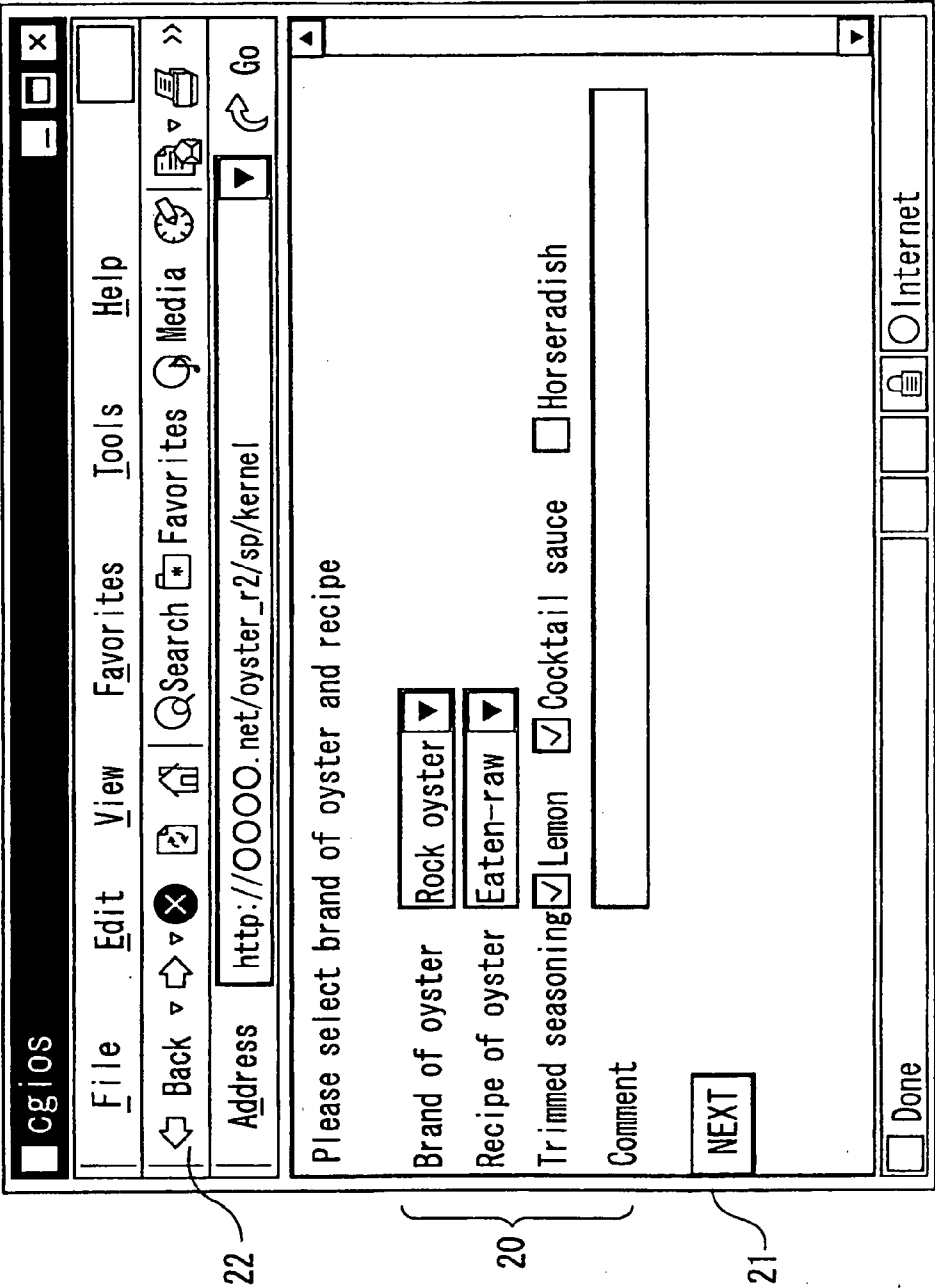 cgios
File Edit View Favorites Tools Help
Back Search Favorites Media »
Address http://OOOO.net/oyster_r2/sp/kernel Go
Please select brand of oyster and recipe
Brand of oyster Rock oyster
Recipe of oyster Eaten-raw
Trimmed seasoning Lemon Cocktail sauce Horseradish
Comment
NEXT
Done Internet
22
20
21